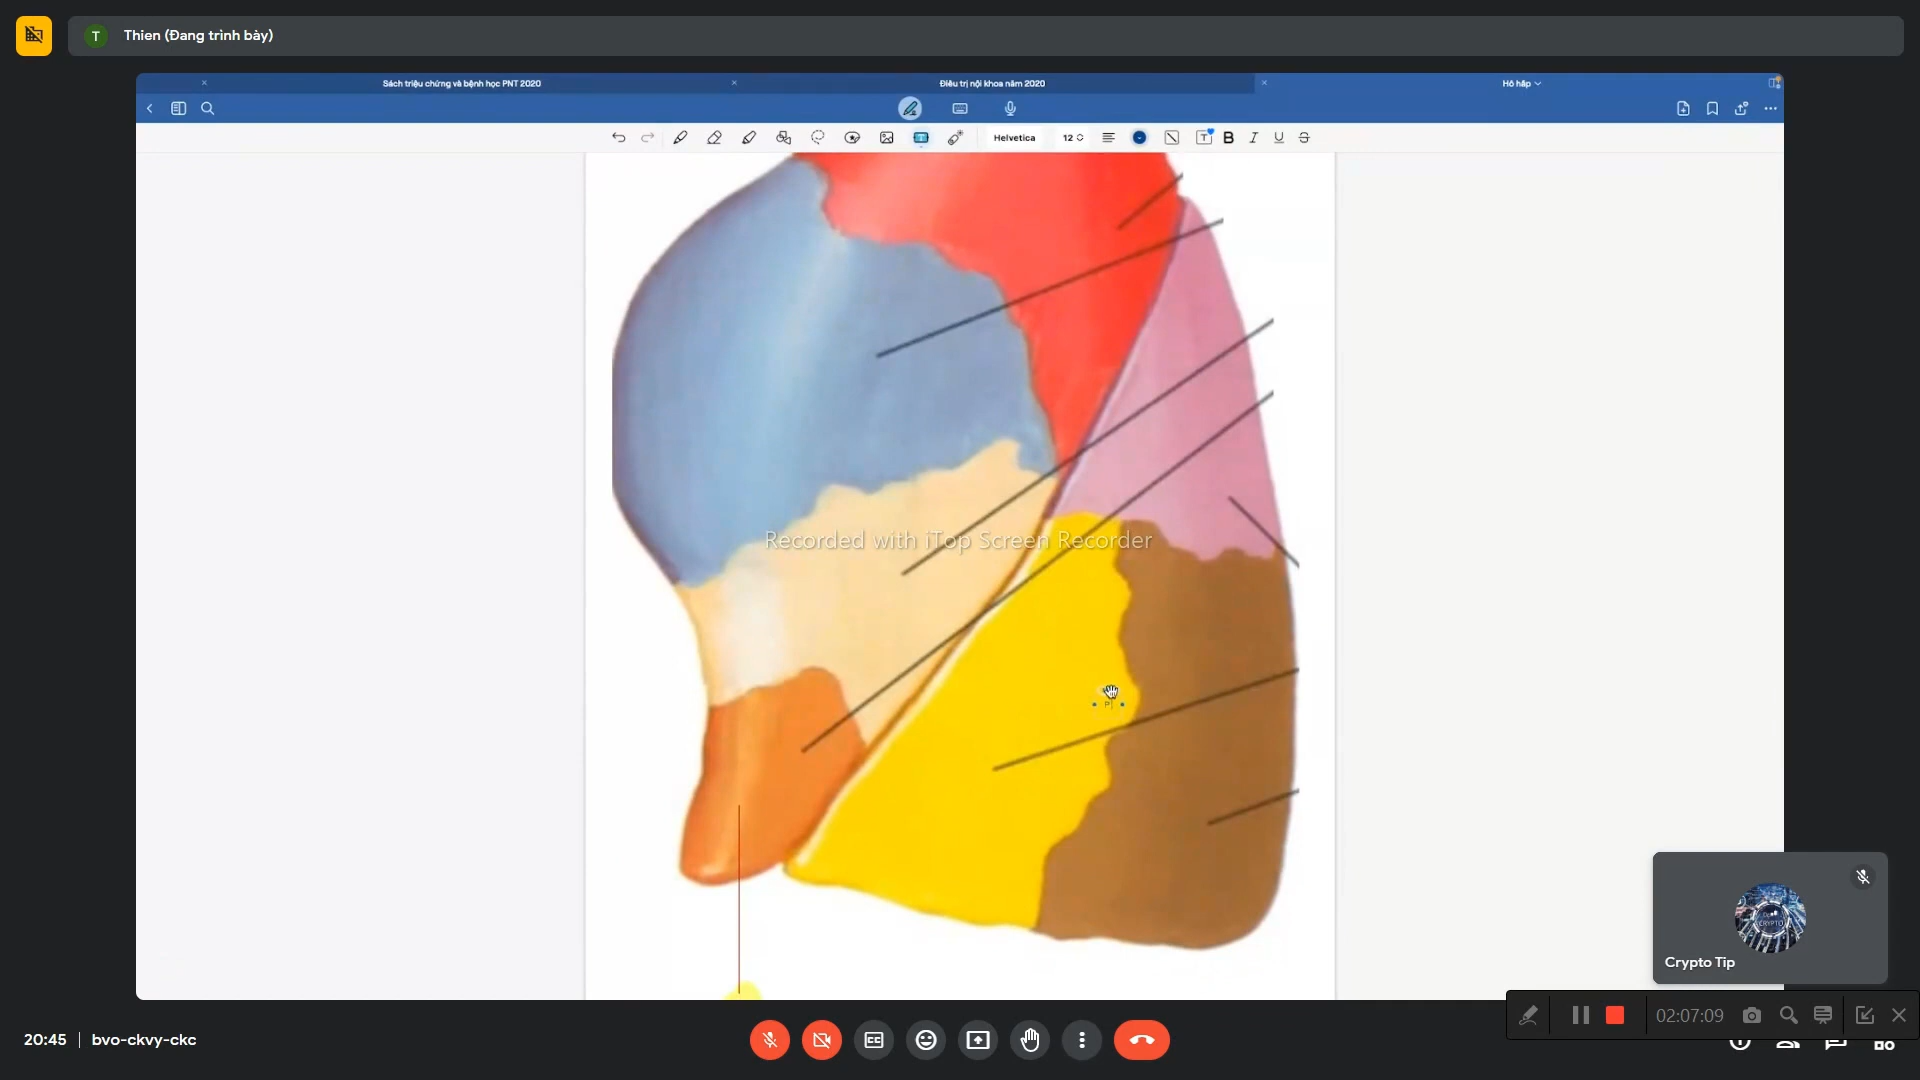 T Thien (Đang trình bày)
Sách triệu chứng và bệnh học PNT 2020
Điều trị nội khoa năm 2020
Hô hấp
Helvetica
12
B I U S
Recorded with iTop Screen Recorder
P
Crypto Tip
20:45 | bvo-ckvy-ckc
02:07:09